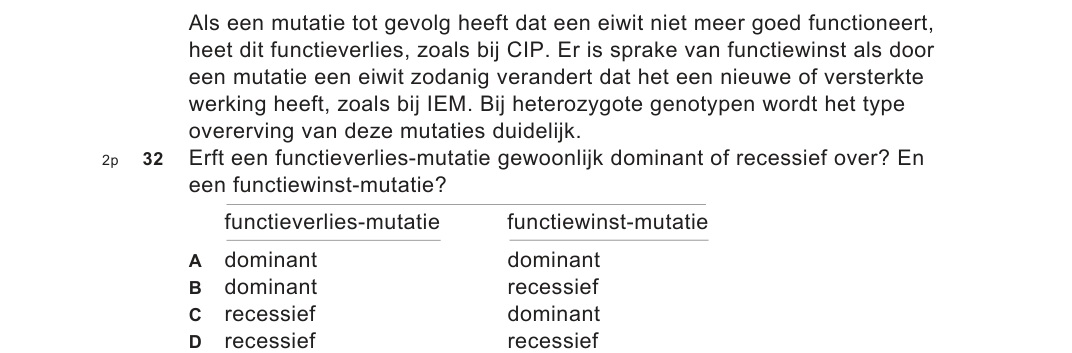 Als een mutatie tot gevolg heeft dat een eiwit niet meer goed functioneert,
heet dit functieverlies, zoals bij CIP. Er is sprake van functiewinst als door
een mutatie een eiwit zodanig verandert dat het een nieuwe of versterkte
werking heeft, zoals bij IEM. Bij heterozygote genotypen wordt het type
overerving van deze mutaties duidelijk.
2p 32 Erft een functieverlies-mutatie gewoonlijk dominant of recessief over? En
een functiewinst-mutatie?
functieverlies-mutatie functiewinst-mutatie
A dominant dominant
B dominant recessief
C recessief dominant
D recessief recessief